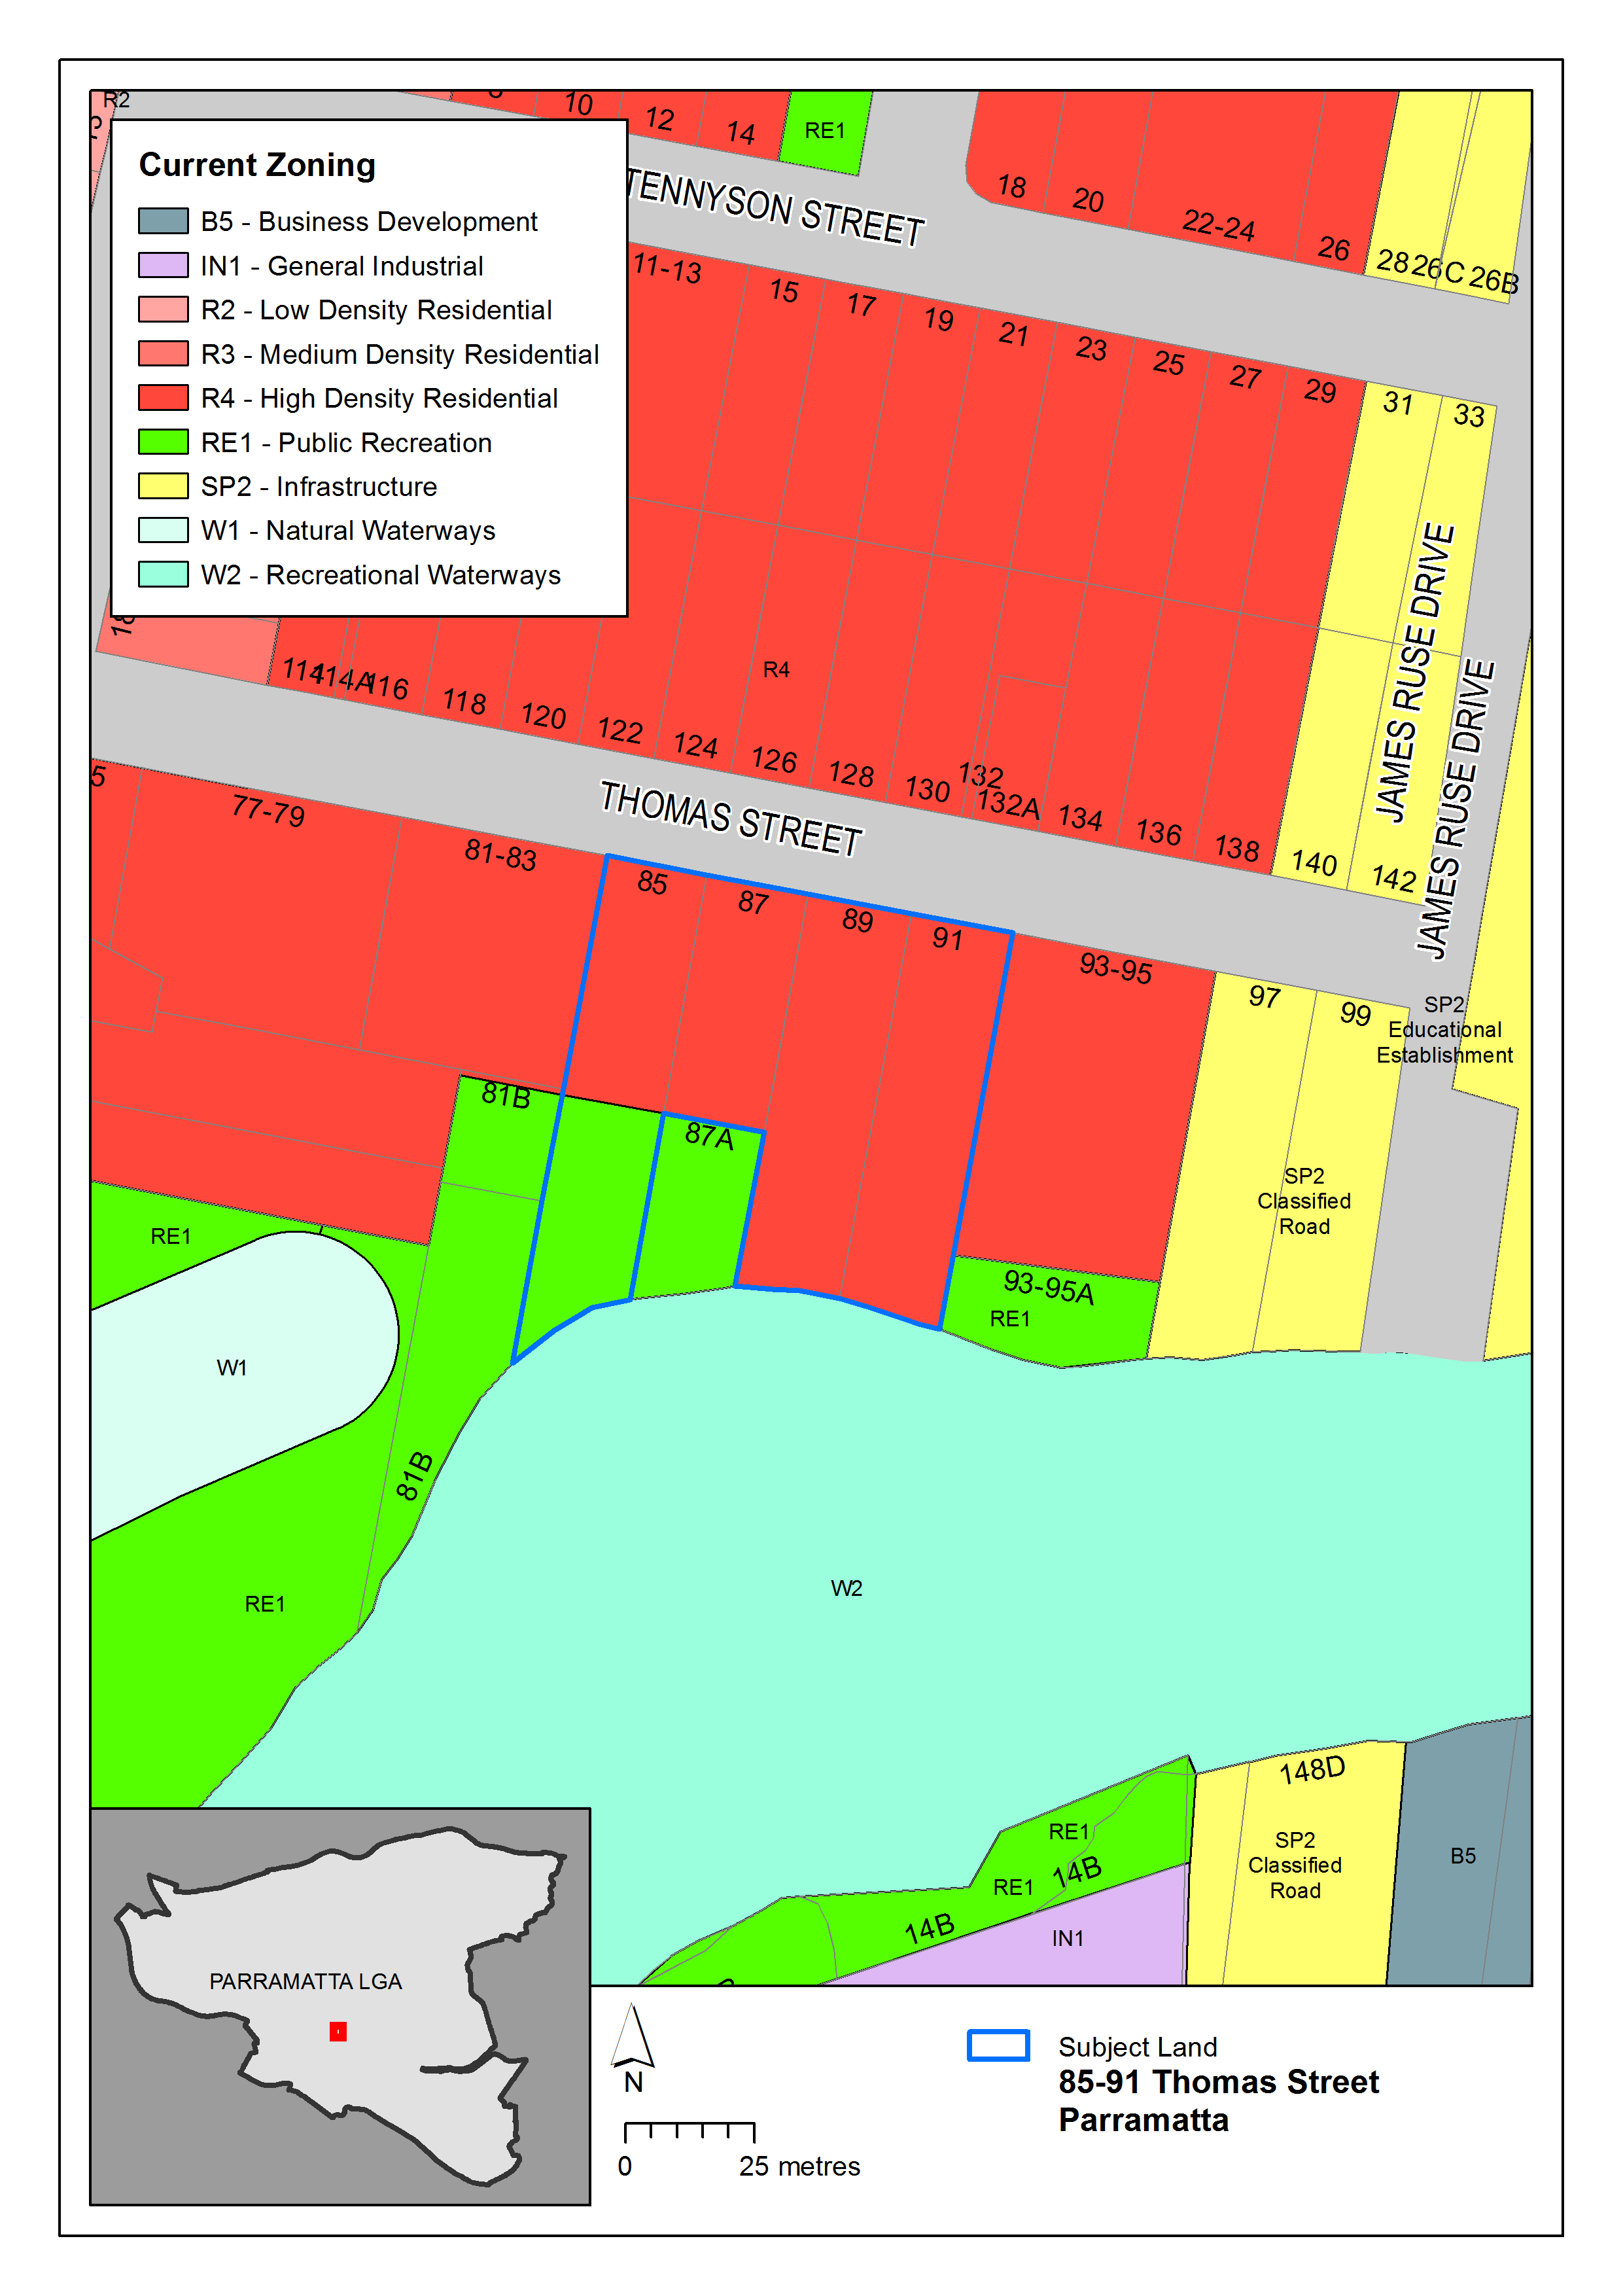 R2
10
12
14
RE1
18
20
22-24
26
28
26C
26B
Current Zoning
B5 - Business Development
IN1 - General Industrial
R2 - Low Density Residential
R3 - Medium Density Residential
R4 - High Density Residential
RE1 - Public Recreation
SP2 - Infrastructure
W1 - Natural Waterways
W2 - Recreational Waterways
TENNYSON STREET
11-13
15
17
19
21
23
25
27
29
31
33
JAMES RUSE DRIVE
JAMES RUSE DRIVE
R4
114
114A
116
118
120
122
124
126
128
130
132
132A
134
136
138
140
142
THOMAS STREET
77-79
81-83
85
87
89
91
93-95
97
99
SP2
Educational
Establishment
81B
87A
SP2
Classified
Road
RE1
93-95A
RE1
W1
81B
RE1
W2
148D
RE1
14B
RE1
14B
SP2
Classified
Road
B5
IN1
PARRAMATTA LGA
N
0
25 metres
Subject Land
85-91 Thomas Street
Parramatta